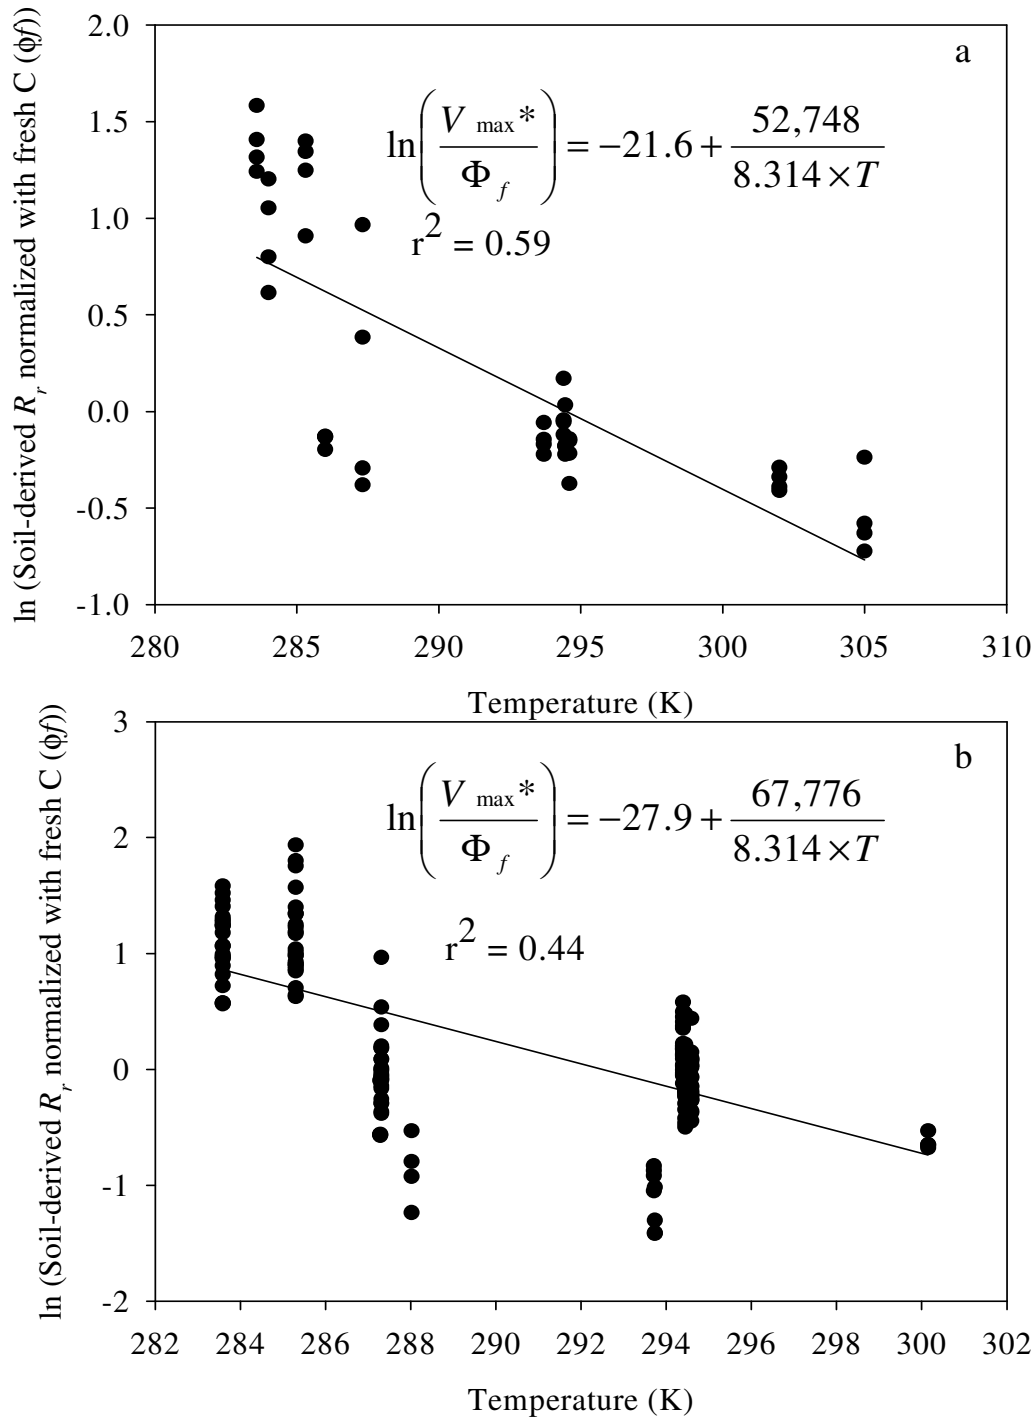 ln (Soil-derived R_r normalized with fresh C (ϕf))
2.0
1.5
1.0
0.5
0.0
-0.5
-1.0
a
ln(V max* / Φ_f) = −21.6 + 52,748 / (8.314 × T)
r² = 0.59
280 285 290 295 300 305 310
Temperature (K)
ln (Soil-derived R_r normalized with fresh C (ϕf))
3
2
1
0
-1
-2
b
ln(V max* / Φ_f) = −27.9 + 67,776 / (8.314 × T)
r² = 0.44
282 284 286 288 290 292 294 296 298 300 302
Temperature (K)